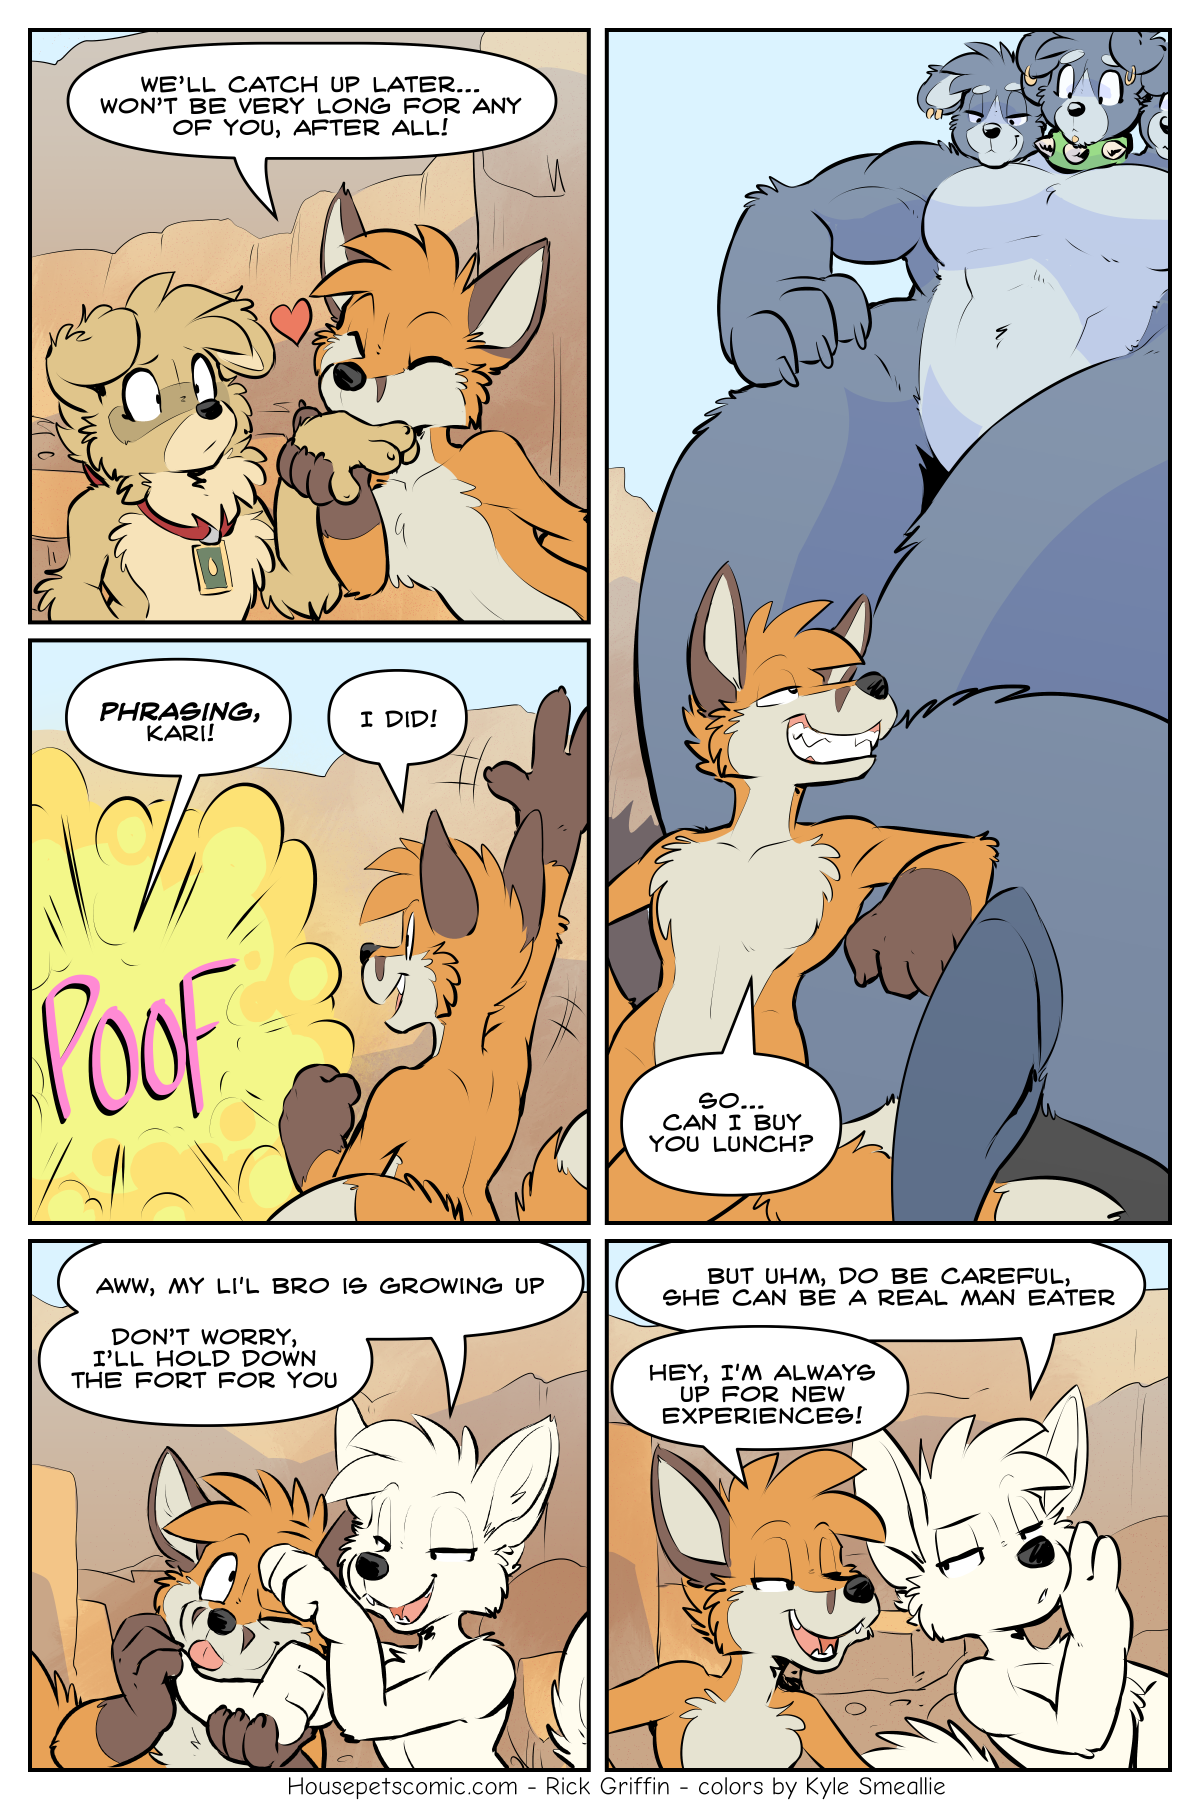 WE'LL CATCH UP LATER...
WON'T BE VERY LONG FOR ANY
OF YOU, AFTER ALL!
PHRASING,
KARI!
I DID!
POOF
SO...
CAN I BUY
YOU LUNCH?
AWW, MY LI'L BRO IS GROWING UP
DON'T WORRY,
I'LL HOLD DOWN
THE FORT FOR YOU
BUT UHM, DO BE CAREFUL,
SHE CAN BE A REAL MAN EATER
HEY, I'M ALWAYS
UP FOR NEW
EXPERIENCES!
Housepetscomic.com - Rick Griffin - colors by Kyle Smeallie